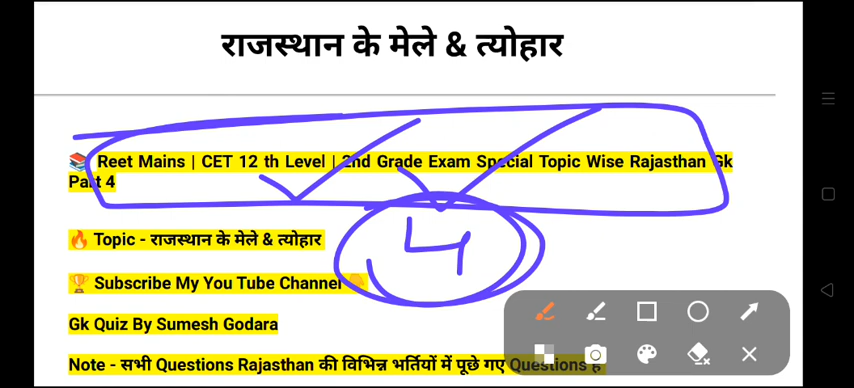 राजस्थान के मेले & त्योहार
📚 Reet Mains | CET 12 th Level | 2nd Grade Exam Special Topic Wise Rajasthan Gk
Part 4
4
🔥 Topic - राजस्थान के मेले & त्योहार
🏆 Subscribe My You Tube Channel
Gk Quiz By Sumesh Godara
Note - सभी Questions Rajasthan की विभिन्न भर्तियों में पूछे गए Questions है